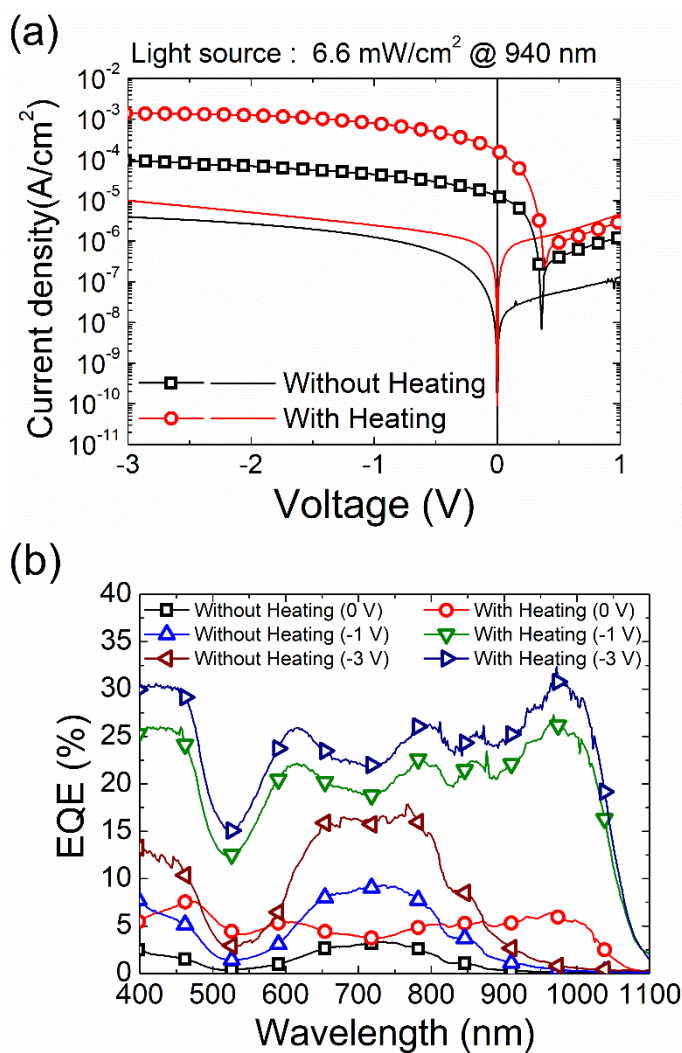 (a)
Light source : 6.6 mW/cm² @ 940 nm
Current density(A/cm²)
10⁻²
10⁻³
10⁻⁴
10⁻⁵
10⁻⁶
10⁻⁷
10⁻⁸
10⁻⁹
10⁻¹⁰
10⁻¹¹
Without Heating
With Heating
-3 -2 -1 0 1
Voltage (V)
(b)
EQE (%)
40
35
30
25
20
15
10
5
0
Without Heating (0 V) With Heating (0 V)
Without Heating (-1 V) With Heating (-1 V)
Without Heating (-3 V) With Heating (-3 V)
400 500 600 700 800 900 1000 1100
Wavelength (nm)